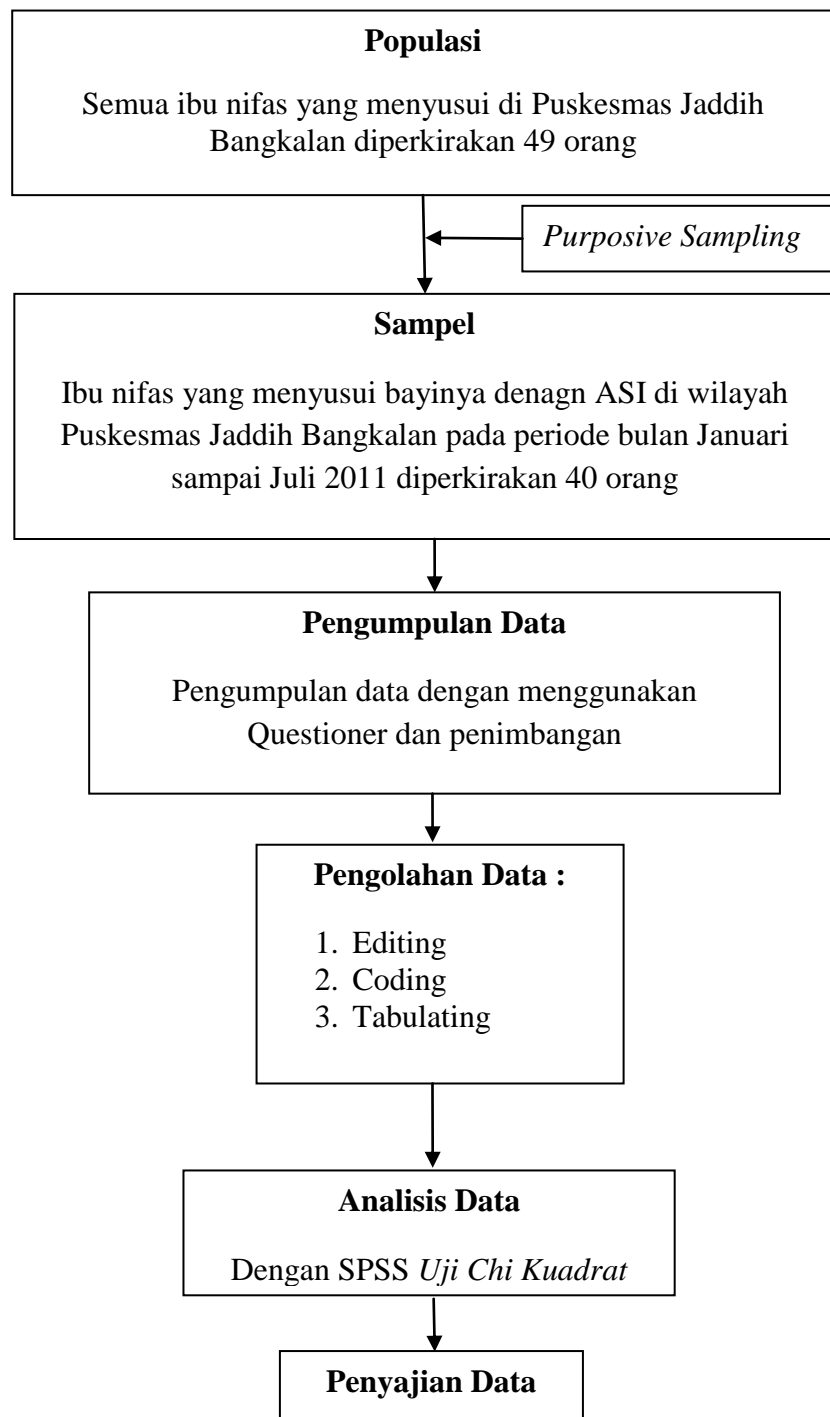 Populasi
Semua ibu nifas yang menyusui di Puskesmas Jaddih
Bangkalan diperkirakan 49 orang
Purposive Sampling
Sampel
Ibu nifas yang menyusui bayinya denagn ASI di wilayah
Puskesmas Jaddih Bangkalan pada periode bulan Januari
sampai Juli 2011 diperkirakan 40 orang
Pengumpulan Data
Pengumpulan data dengan menggunakan
Questioner dan penimbangan
Pengolahan Data :
1. Editing
2. Coding
3. Tabulating
Analisis Data
Dengan SPSS Uji Chi Kuadrat
Penyajian Data